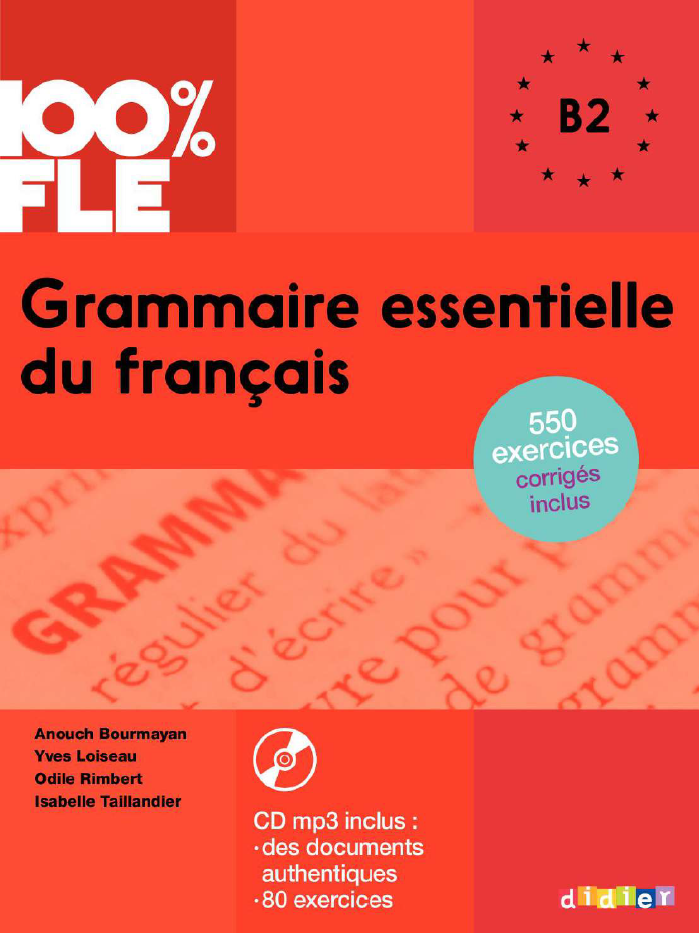 100%
FLE
B2
Grammaire essentielle
du français
550
exercices
corrigés
inclus
GRAMMA
régulier du
d'écrire »
pour
de grammE
gramm
Anouch Bourmayan
Yves Loiseau
Odile Rimbert
Isabelle Taillandier
CD mp3 inclus :
·des documents
authentiques
·80 exercices
didier